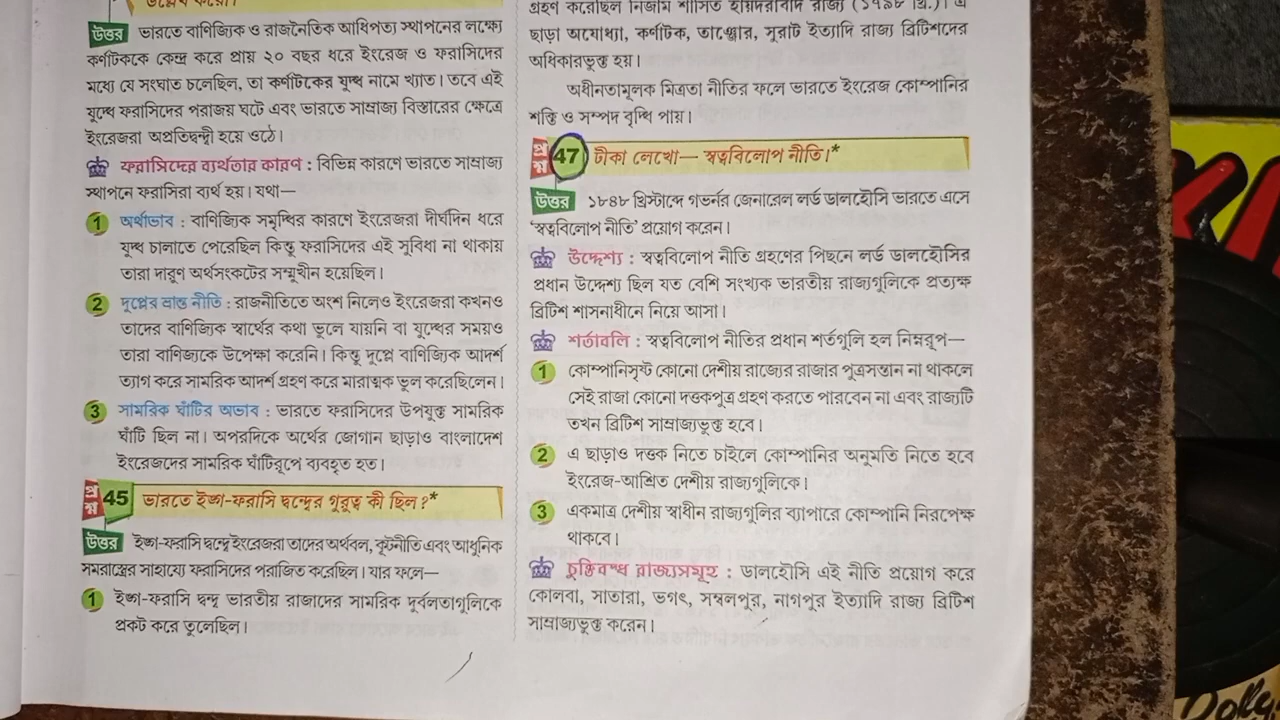 উত্তর ভারতে বাণিজ্যিক ও রাজনৈতিক আধিপত্য স্থাপনের লক্ষ্যে
কর্ণাটককে কেন্দ্র করে প্রায় ২০ বছর ধরে ইংরেজ ও ফরাসিদের
মধ্যে যে সংঘাত চলেছিল, তা কর্ণাটকের যুদ্ধ নামে খ্যাত। তবে এই
যুদ্ধে ফরাসিদের পরাজয় ঘটে এবং ভারতে সাম্রাজ্য বিস্তারের ক্ষেত্রে
ইংরেজরা অপ্রতিদ্বন্দ্বী হয়ে ওঠে।
ফরাসিদের ব্যর্থতার কারণ : বিভিন্ন কারণে ভারতে সাম্রাজ্য
স্থাপনে ফরাসিরা ব্যর্থ হয়। যথা—
1 অর্থাভাব : বাণিজ্যিক সমৃদ্ধির কারণে ইংরেজরা দীর্ঘদিন ধরে
যুদ্ধ চালাতে পেরেছিল কিন্তু ফরাসিদের এই সুবিধা না থাকায়
তারা দারুণ অর্থসংকটের সম্মুখীন হয়েছিল।
2 দুপ্লের ভ্রান্ত নীতি : রাজনীতিতে অংশ নিলেও ইংরেজরা কখনও
তাদের বাণিজ্যিক স্বার্থের কথা ভুলে যায়নি বা যুদ্ধের সময়ও
তারা বাণিজ্যকে উপেক্ষা করেনি। কিন্তু দুপ্লে বাণিজ্যিক আদর্শ
ত্যাগ করে সামরিক আদর্শ গ্রহণ করে মারাত্মক ভুল করেছিলেন।
3 সামরিক ঘাঁটির অভাব : ভারতে ফরাসিদের উপযুক্ত সামরিক
ঘাঁটি ছিল না। অপরদিকে অর্থের জোগান ছাড়াও বাংলাদেশ
ইংরেজদের সামরিক ঘাঁটিরূপে ব্যবহৃত হত।
প্রশ্ন 45 ভারতে ইঙ্গ-ফরাসি দ্বন্দ্বের গুরুত্ব কী ছিল?*
উত্তর ইঙ্গ-ফরাসি দ্বন্দ্বে ইংরেজরা তাদের অর্থবল, কূটনীতি এবং আধুনিক
সমরাস্ত্রের সাহায্যে ফরাসিদের পরাজিত করেছিল। যার ফলে—
1 ইঙ্গ-ফরাসি দ্বন্দ্ব ভারতীয় রাজাদের সামরিক দুর্বলতাগুলিকে
প্রকট করে তুলেছিল।
গ্রহণ করেছিল নিজাম শাসিত হায়দরাবাদ রাজ্য (১৭৯৮ খ্রি.)। এ
ছাড়া অযোধ্যা, কর্ণাটক, তাঞ্জোর, সুরাট ইত্যাদি রাজ্য ব্রিটিশদের
অধিকারভুক্ত হয়।
অধীনতামূলক মিত্রতা নীতির ফলে ভারতে ইংরেজ কোম্পানির
শক্তি ও সম্পদ বৃদ্ধি পায়।
প্রশ্ন 47 টীকা লেখো— স্বত্ববিলোপ নীতি।*
উত্তর ১৮৪৮ খ্রিস্টাব্দে গভর্নর জেনারেল লর্ড ডালহৌসি ভারতে এসে
‘স্বত্ববিলোপ নীতি’ প্রয়োগ করেন।
উদ্দেশ্য : স্বত্ববিলোপ নীতি গ্রহণের পিছনে লর্ড ডালহৌসির
প্রধান উদ্দেশ্য ছিল যত বেশি সংখ্যক ভারতীয় রাজ্যগুলিকে প্রত্যক্ষ
ব্রিটিশ শাসনাধীনে নিয়ে আসা।
শর্তাবলি : স্বত্ববিলোপ নীতির প্রধান শর্তগুলি হল নিম্নরূপ—
1 কোম্পানিসৃষ্ট কোনো দেশীয় রাজ্যের রাজার পুত্রসন্তান না থাকলে
সেই রাজা কোনো দত্তকপুত্র গ্রহণ করতে পারবেন না এবং রাজ্যটি
তখন ব্রিটিশ সাম্রাজ্যভুক্ত হবে।
2 এ ছাড়াও দত্তক নিতে চাইলে কোম্পানির অনুমতি নিতে হবে
ইংরেজ-আশ্রিত দেশীয় রাজ্যগুলিকে।
3 একমাত্র দেশীয় স্বাধীন রাজ্যগুলির ব্যাপারে কোম্পানি নিরপেক্ষ
থাকবে।
চুক্তিবদ্ধ রাজ্যসমূহ : ডালহৌসি এই নীতি প্রয়োগ করে
কোলবা, সাতারা, ভগৎ, সম্বলপুর, নাগপুর ইত্যাদি রাজ্য ব্রিটিশ
সাম্রাজ্যভুক্ত করেন।